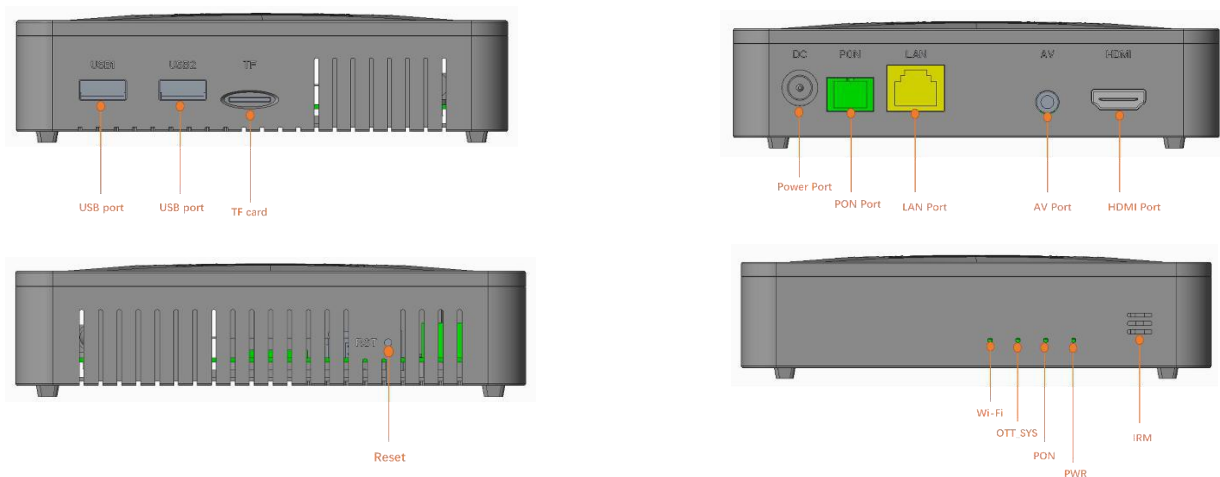 USB1 USB2 TF
USB port USB port TF card
DC PON LAN AV HDMI
Power Port PON Port LAN Port AV Port HDMI Port
RST
Reset
Wi-Fi OTT_SYS PON PWR IRM